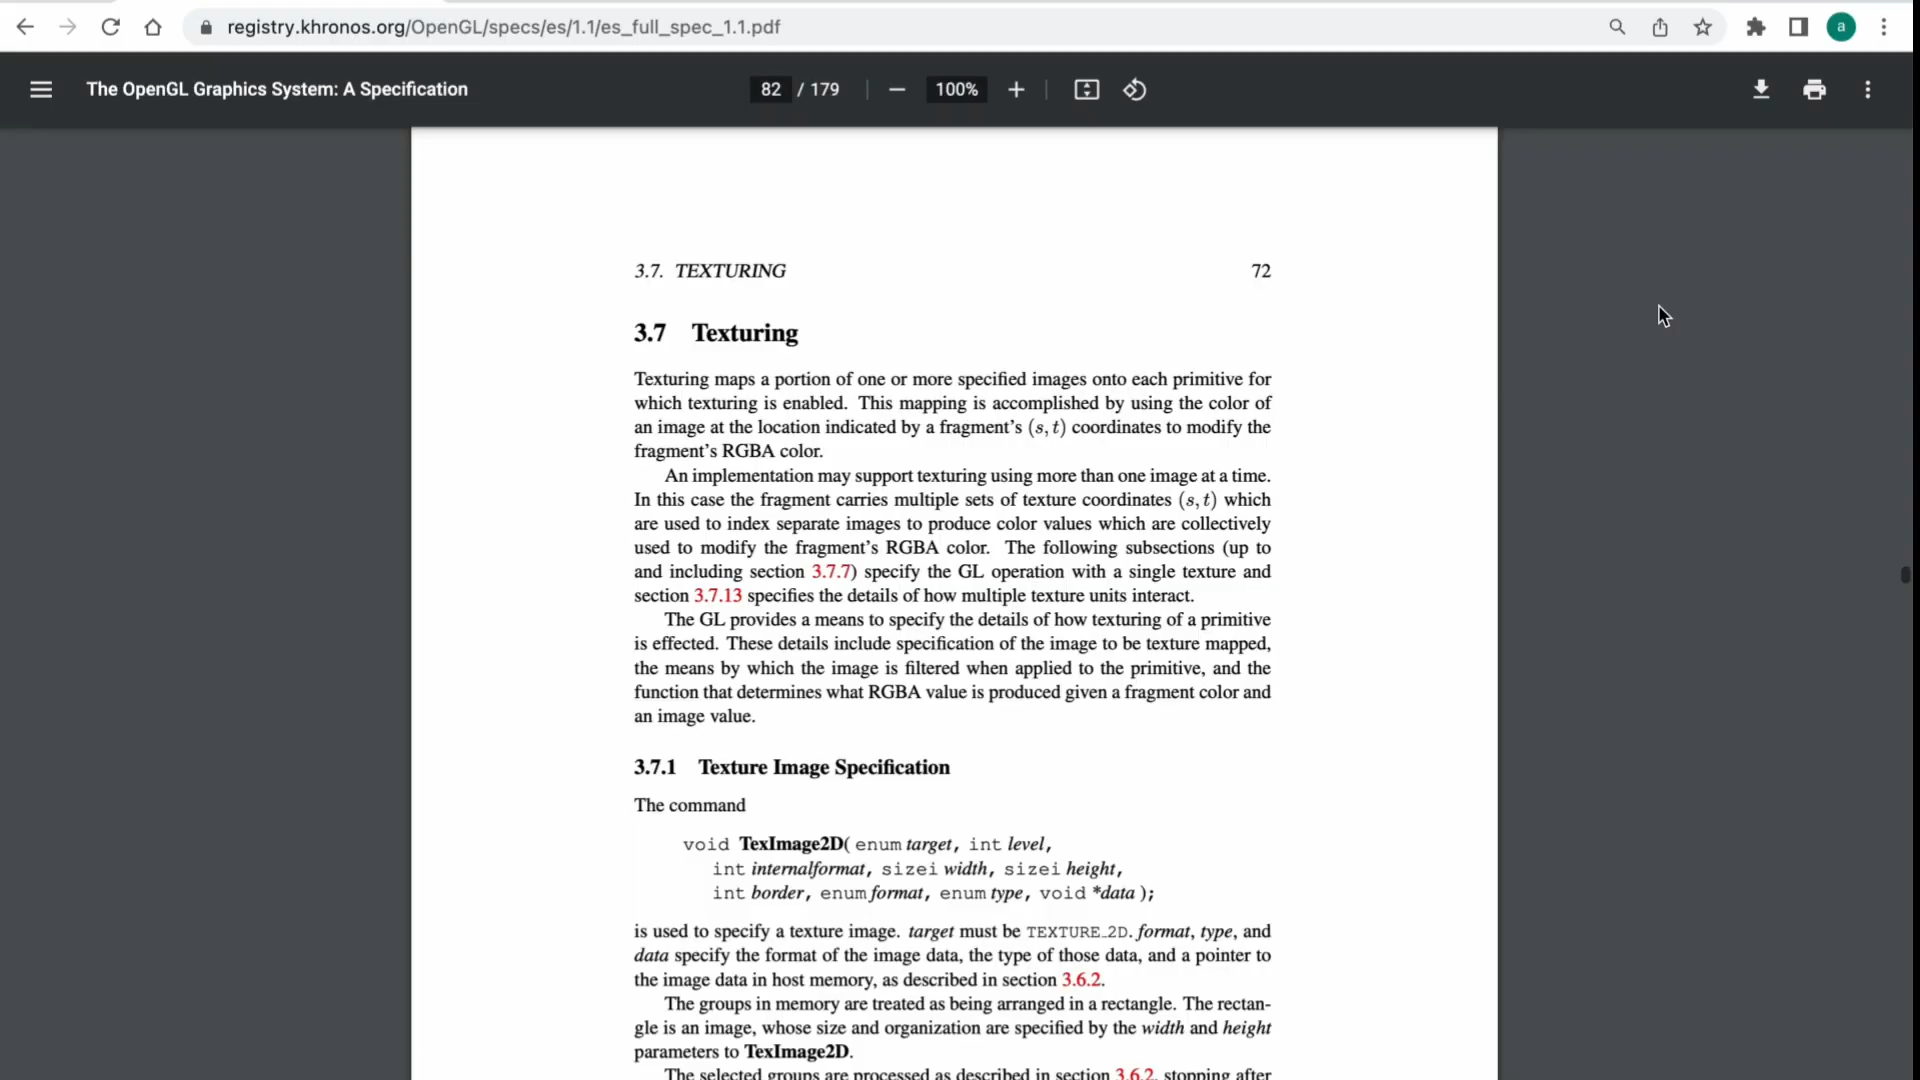 registry.khronos.org/OpenGL/specs/es/1.1/es_full_spec_1.1.pdf
a
The OpenGL Graphics System: A Specification
82 / 179
100%
3.7. TEXTURING 72
3.7 Texturing
Texturing maps a portion of one or more specified images onto each primitive for
which texturing is enabled. This mapping is accomplished by using the color of
an image at the location indicated by a fragment's (s, t) coordinates to modify the
fragment's RGBA color.
An implementation may support texturing using more than one image at a time.
In this case the fragment carries multiple sets of texture coordinates (s, t) which
are used to index separate images to produce color values which are collectively
used to modify the fragment's RGBA color. The following subsections (up to
and including section 3.7.7) specify the GL operation with a single texture and
section 3.7.13 specifies the details of how multiple texture units interact.
The GL provides a means to specify the details of how texturing of a primitive
is effected. These details include specification of the image to be texture mapped,
the means by which the image is filtered when applied to the primitive, and the
function that determines what RGBA value is produced given a fragment color and
an image value.
3.7.1 Texture Image Specification
The command
void TexImage2D( enum target, int level,
int internalformat, sizei width, sizei height,
int border, enum format, enum type, void *data );
is used to specify a texture image. target must be TEXTURE_2D. format, type, and
data specify the format of the image data, the type of those data, and a pointer to
the image data in host memory, as described in section 3.6.2.
The groups in memory are treated as being arranged in a rectangle. The rectan-
gle is an image, whose size and organization are specified by the width and height
parameters to TexImage2D.
The selected groups are processed as described in section 3.6.2, stopping after